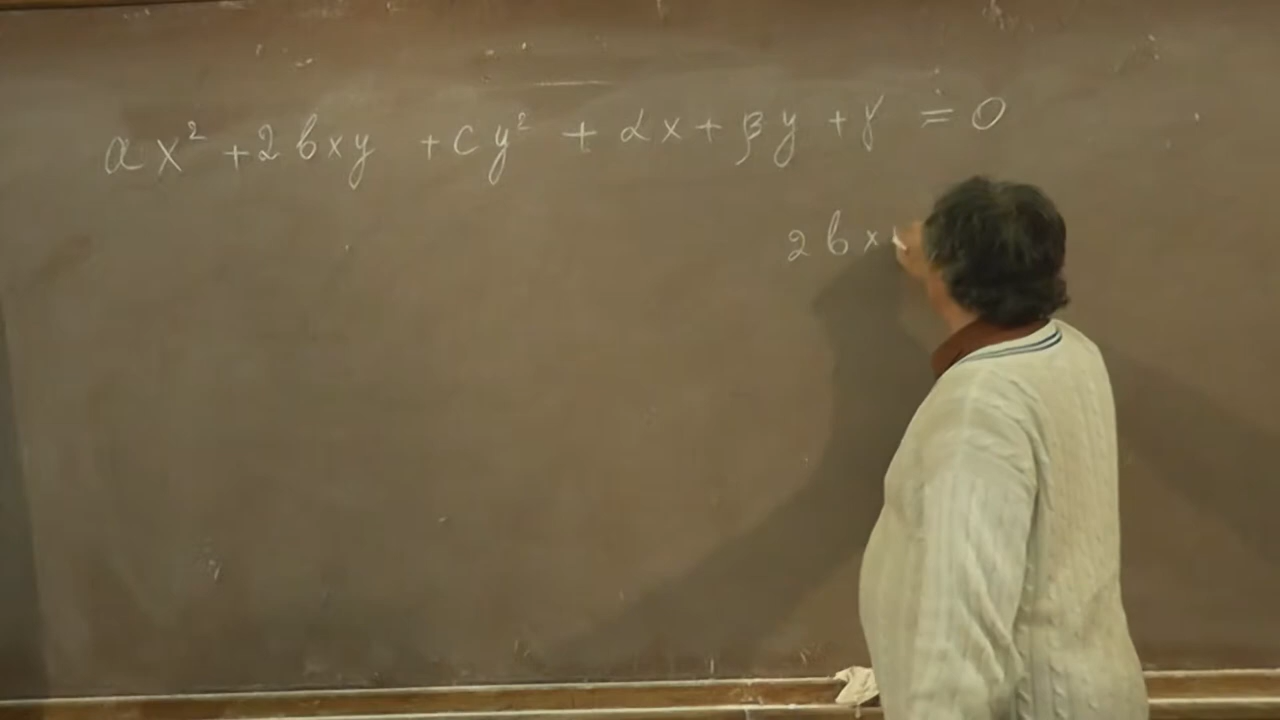 ax² + 2bxy + cy² + αx + βy + γ = 0
2bx